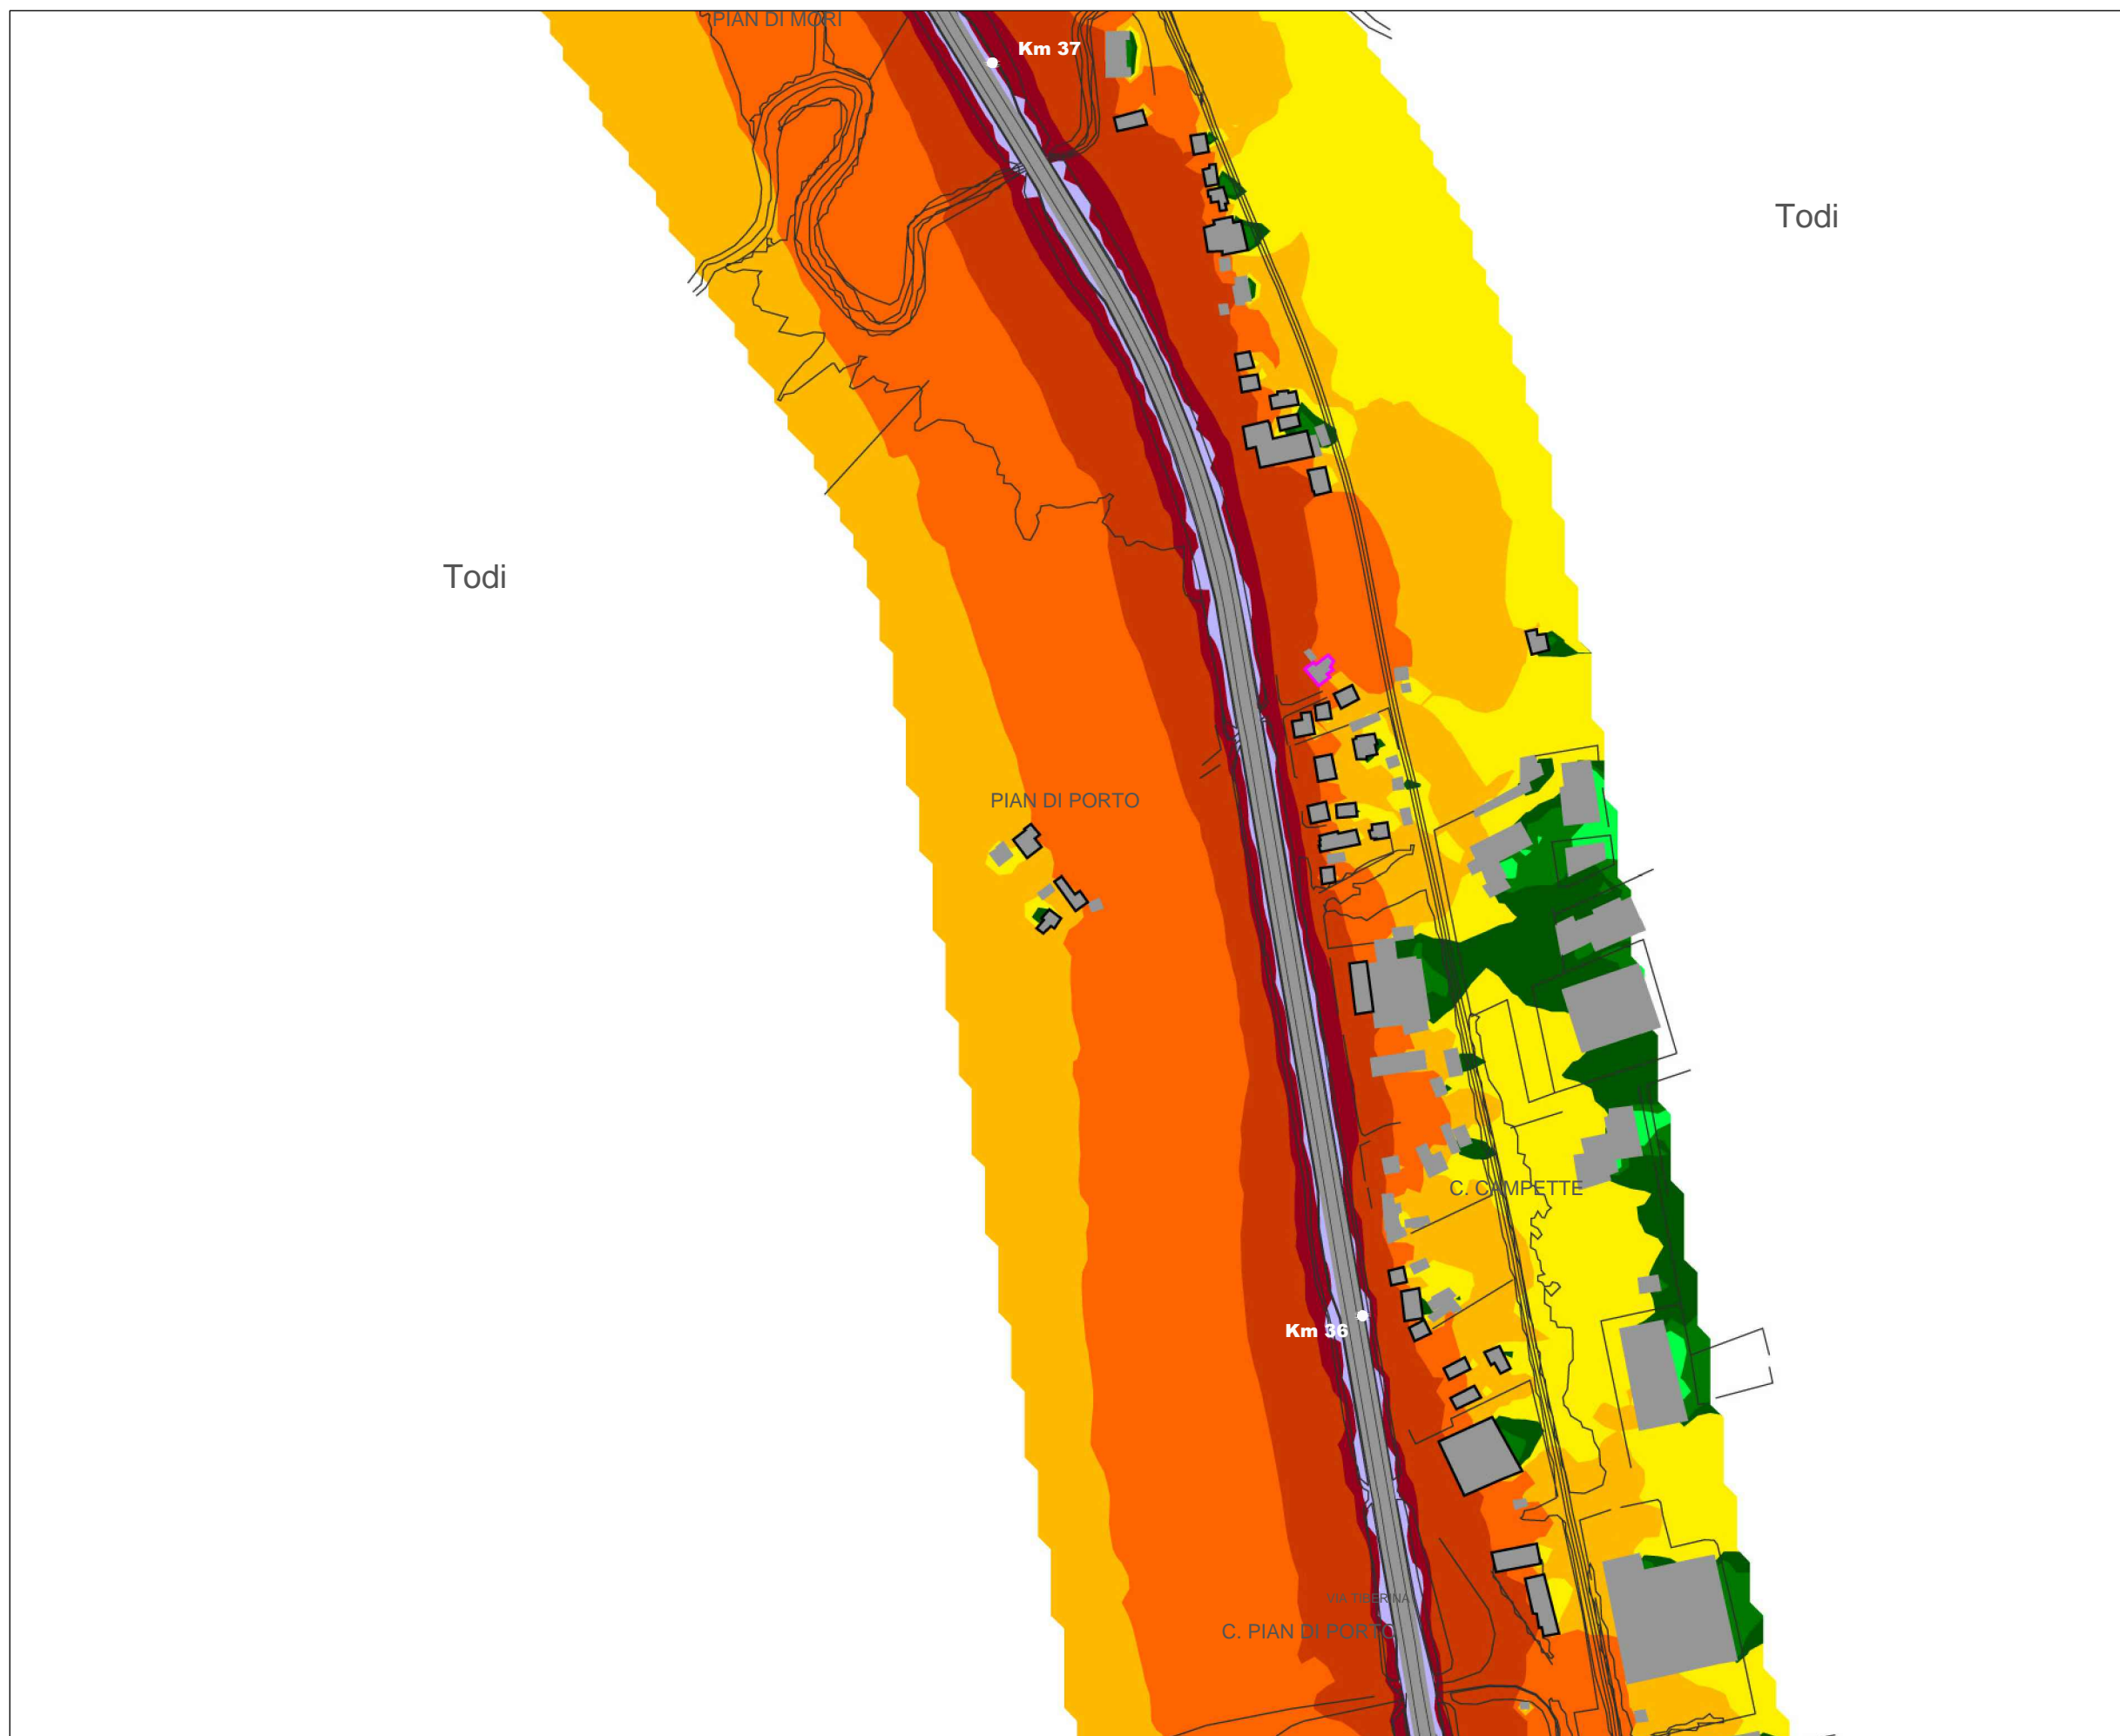 PIAN DI MORI
Km 37
Todi
Todi
PIAN DI PORTO
C. CAMPETTE
Km 36
VIA TIBERINA
C. PIAN DI PORTO